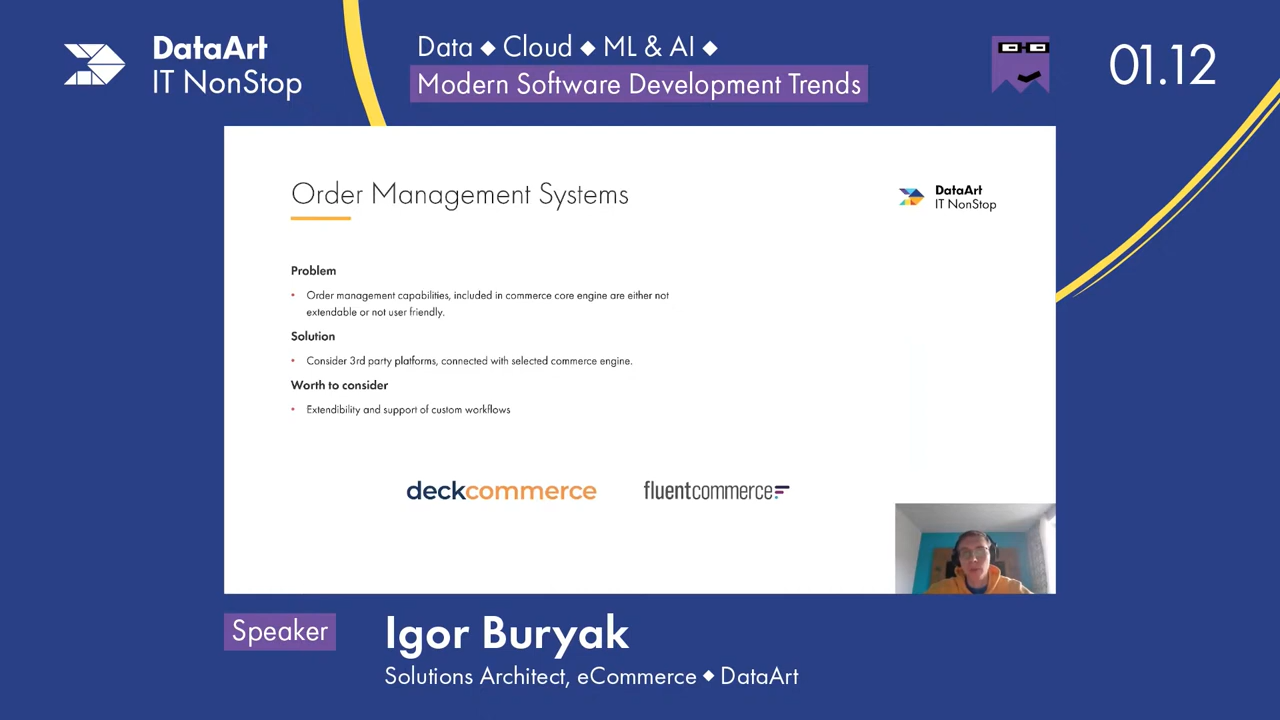 DataArt
IT NonStop
Data ◆ Cloud ◆ ML & AI ◆
Modern Software Development Trends
01.12
Order Management Systems
DataArt
IT NonStop
Problem
• Order management capabilities, included in commerce core engine are either not
extendable or not user friendly.
Solution
• Consider 3rd party platforms, connected with selected commerce engine.
Worth to consider
• Extendibility and support of custom workflows
deckcommerce
fluentcommerce
Speaker
Igor Buryak
Solutions Architect, eCommerce ◆ DataArt